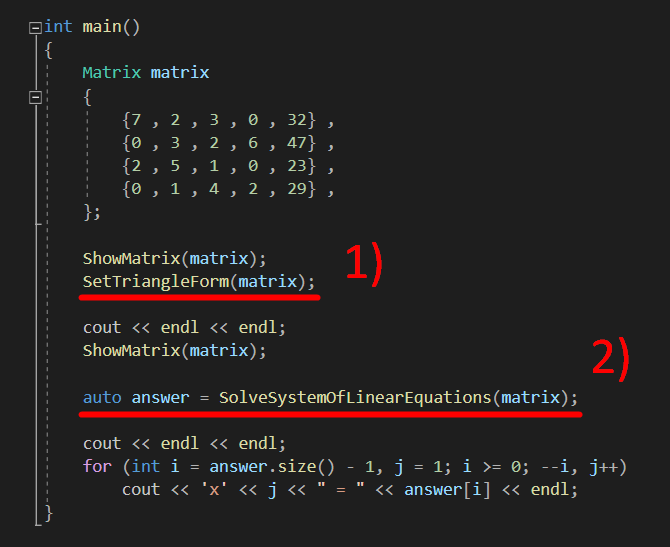 int main()
{
Matrix matrix
{
{7 , 2 , 3 , 0 , 32} ,
{0 , 3 , 2 , 6 , 47} ,
{2 , 5 , 1 , 0 , 23} ,
{0 , 1 , 4 , 2 , 29} ,
};
ShowMatrix(matrix);
1)
SetTriangleForm(matrix);
cout << endl << endl;
ShowMatrix(matrix);
2)
auto answer = SolveSystemOfLinearEquations(matrix);
cout << endl << endl;
for (int i = answer.size() - 1, j = 1; i >= 0; --i, j++)
cout << 'x' << j << " = " << answer[i] << endl;
}